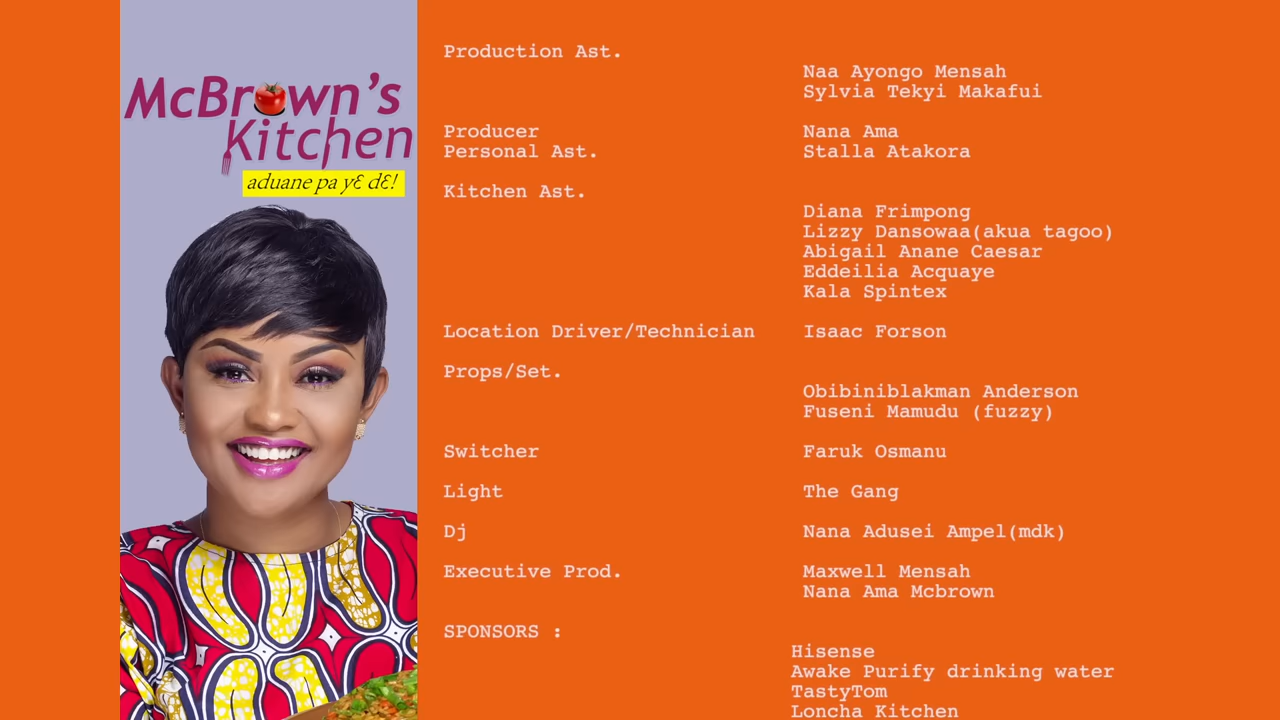 McBrown's
Kitchen
aduane pa yɛ dɛ!
Production Ast.
Naa Ayongo Mensah
Sylvia Tekyi Makafui
Producer Nana Ama
Personal Ast. Stalla Atakora
Kitchen Ast.
Diana Frimpong
Lizzy Dansowaa(akua tagoo)
Abigail Anane Caesar
Eddeilia Acquaye
Kala Spintex
Location Driver/Technician Isaac Forson
Props/Set.
Obibiniblakman Anderson
Fuseni Mamudu (fuzzy)
Switcher Faruk Osmanu
Light The Gang
Dj Nana Adusei Ampel(mdk)
Executive Prod. Maxwell Mensah
Nana Ama Mcbrown
SPONSORS :
Hisense
Awake Purify drinking water
TastyTom
Loncha Kitchen